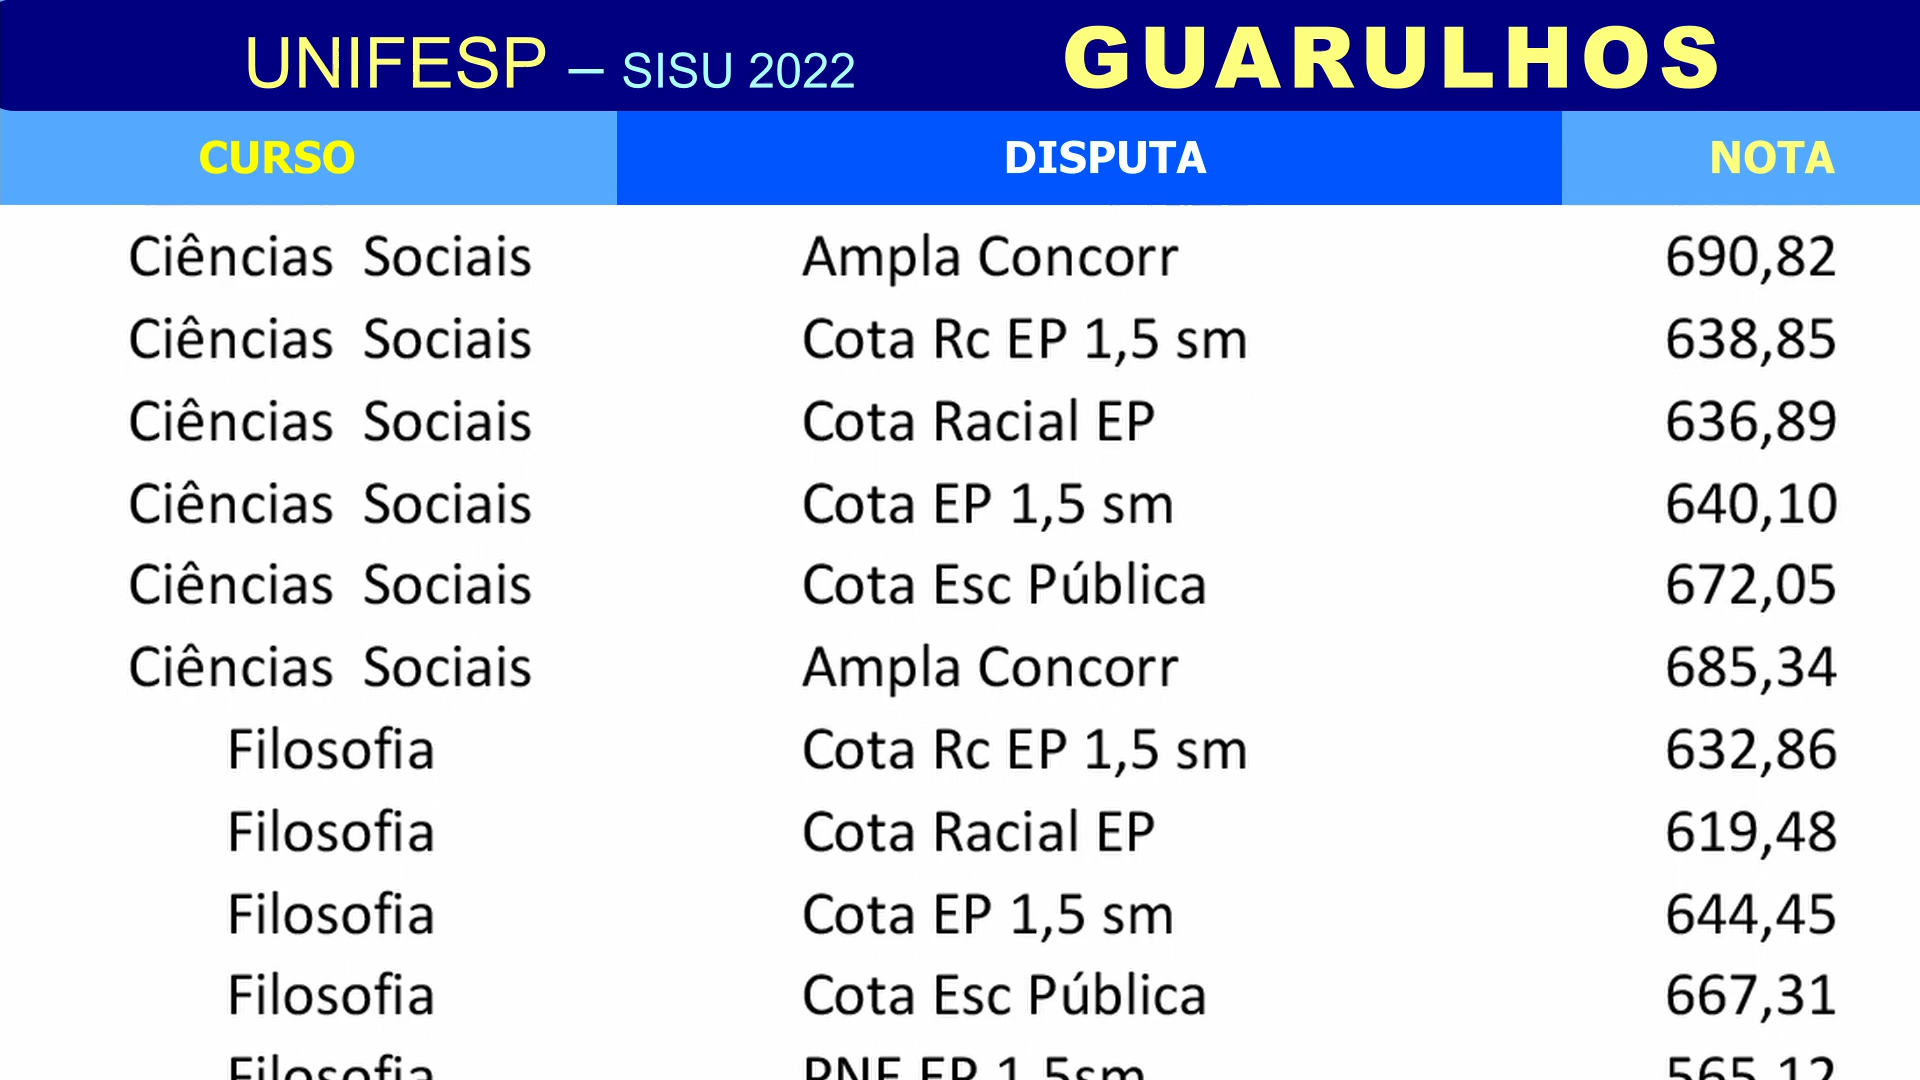 UNIFESP – SISU 2022 GUARULHOS
CURSO DISPUTA NOTA
Ciências Sociais Ampla Concorr 690,82
Ciências Sociais Cota Rc EP 1,5 sm 638,85
Ciências Sociais Cota Racial EP 636,89
Ciências Sociais Cota EP 1,5 sm 640,10
Ciências Sociais Cota Esc Pública 672,05
Ciências Sociais Ampla Concorr 685,34
Filosofia Cota Rc EP 1,5 sm 632,86
Filosofia Cota Racial EP 619,48
Filosofia Cota EP 1,5 sm 644,45
Filosofia Cota Esc Pública 667,31
Filosofia PNE EP 1,5sm 565,12